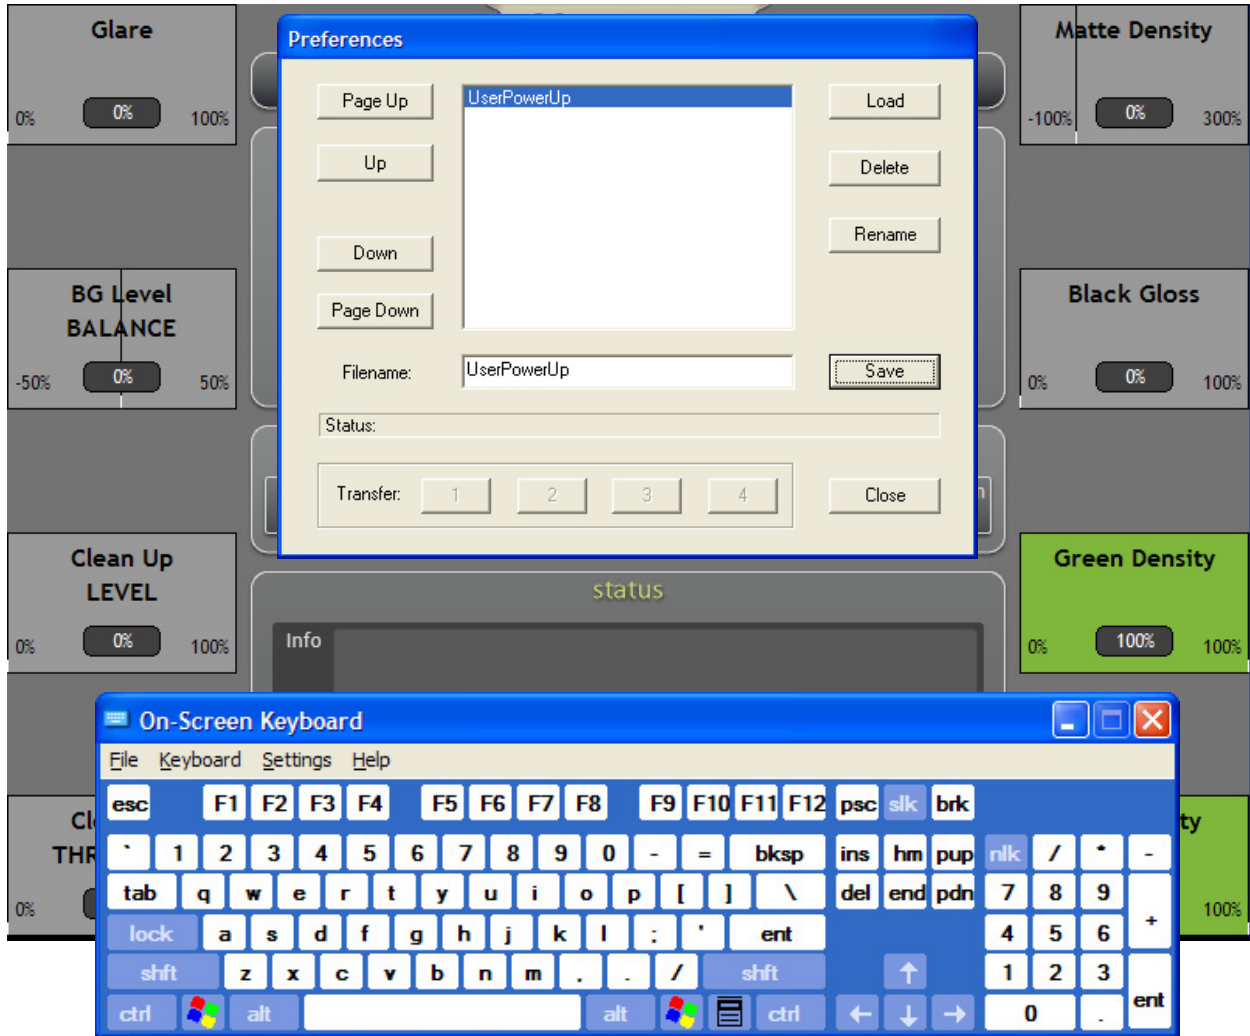 Glare
0% 0% 100%
Preferences
Matte Density
-100% 0% 300%
Page Up
UserPowerUp
Load
Up
Delete
Rename
Down
Page Down
BG Level
BALANCE
-50% 0% 50%
Black Gloss
0% 0% 100%
Filename:
UserPowerUp
Save
Status:
Transfer: 1 2 3 4
Close
Clean Up
LEVEL
0% 0% 100%
Green Density
0% 100% 100%
status
Info
THR
0%
ty
100%
On-Screen Keyboard
File Keyboard Settings Help
esc F1 F2 F3 F4 F5 F6 F7 F8 F9 F10 F11 F12 psc slk brk
` 1 2 3 4 5 6 7 8 9 0 - = bksp ins hm pup nlk / * -
tab q w e r t y u i o p [ ] \ del end pdn 7 8 9 +
lock a s d f g h j k l ; ' ent 4 5 6
shft z x c v b n m , . / shft ↑ 1 2 3 ent
ctrl alt alt ctrl ← ↓ → 0 .